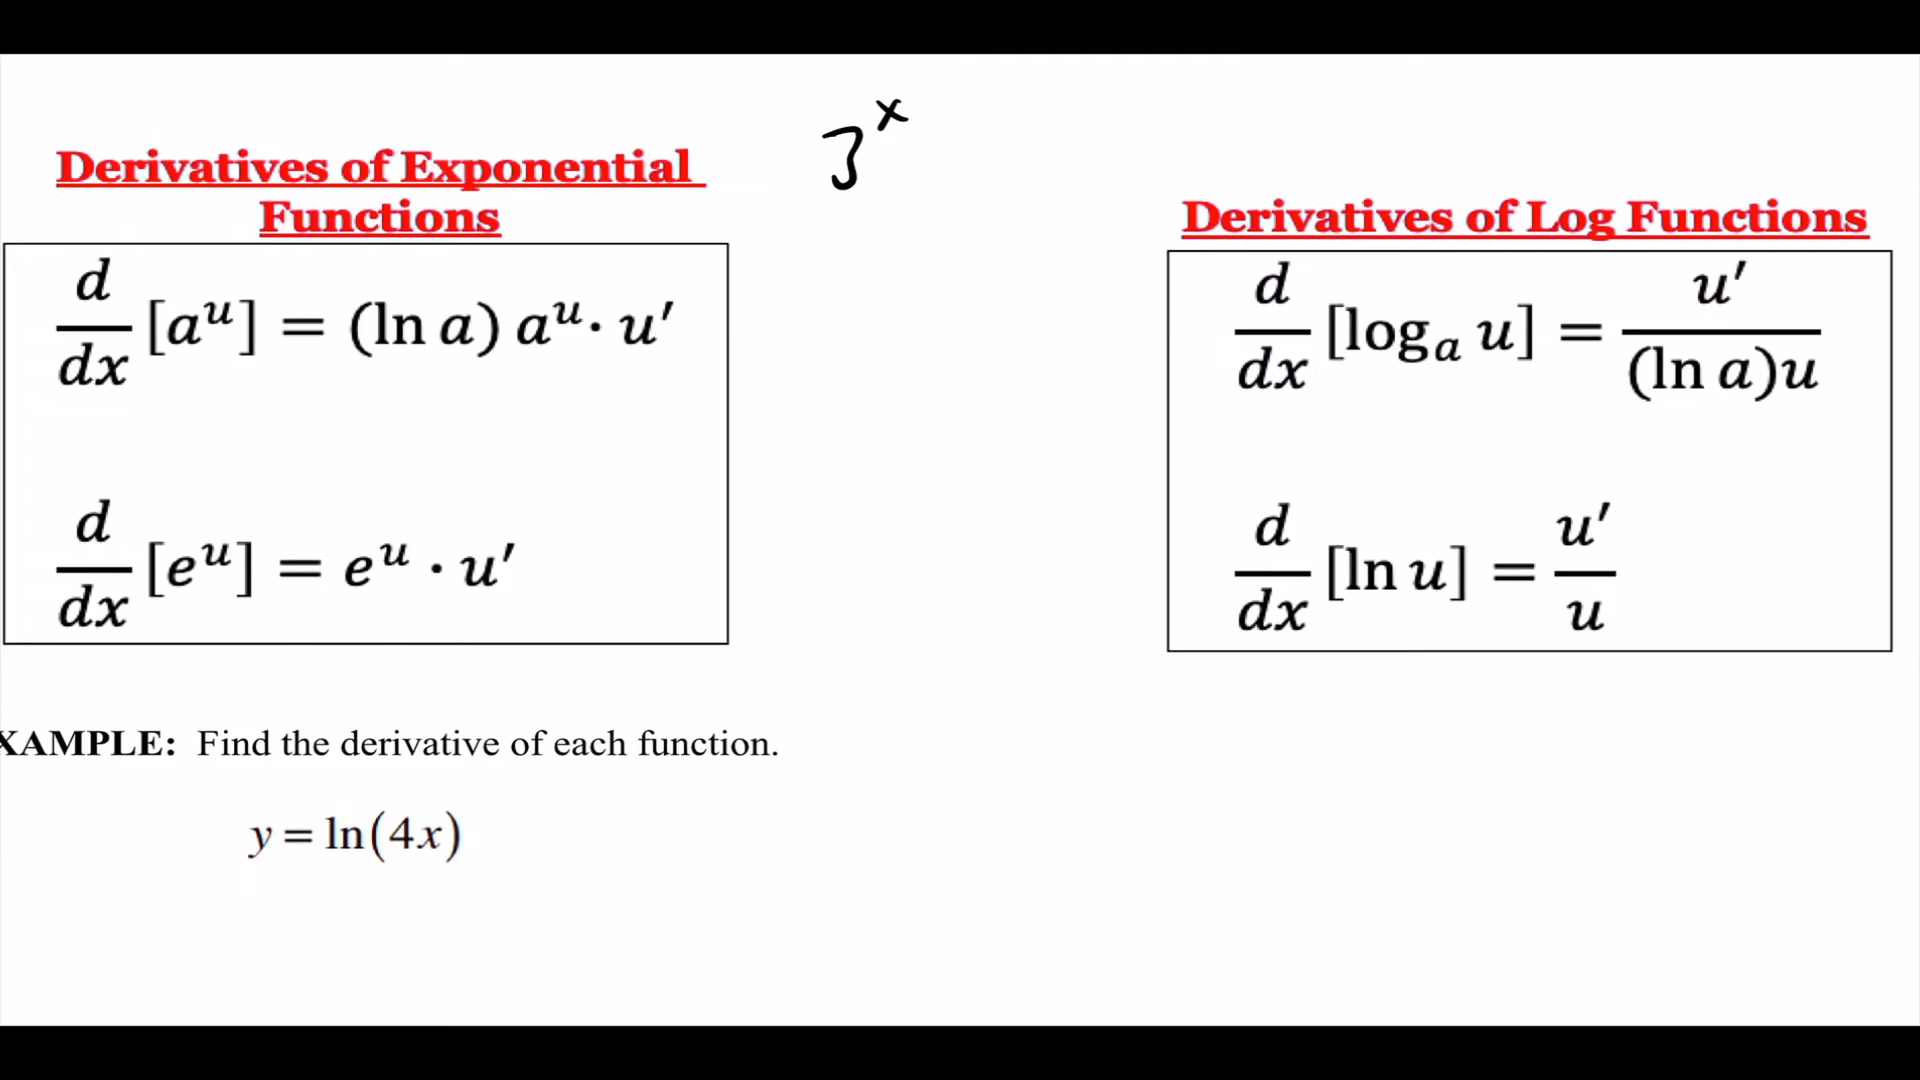 3^x
Derivatives of Exponential
Functions
d/dx [a^u] = (ln a) a^u · u′
d/dx [e^u] = e^u · u′
Derivatives of Log Functions
d/dx [log_a u] = u′/(ln a)u
d/dx [ln u] = u′/u
XAMPLE: Find the derivative of each function.
y = ln(4x)